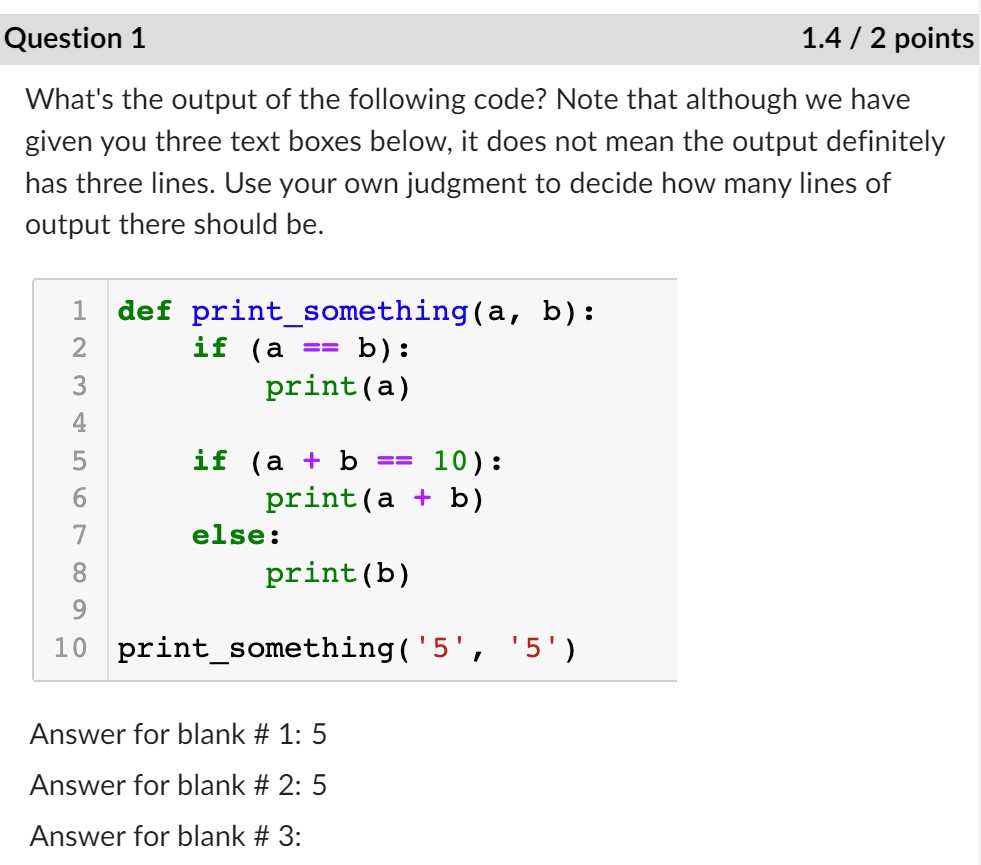 Question 1 1.4 / 2 points
What's the output of the following code? Note that although we have
given you three text boxes below, it does not mean the output definitely
has three lines. Use your own judgment to decide how many lines of
output there should be.
1 def print_something(a, b):
2     if (a == b):
3         print(a)
4
5     if (a + b == 10):
6         print(a + b)
7     else:
8         print(b)
9
10 print_something('5', '5')
Answer for blank # 1: 5
Answer for blank # 2: 5
Answer for blank # 3: